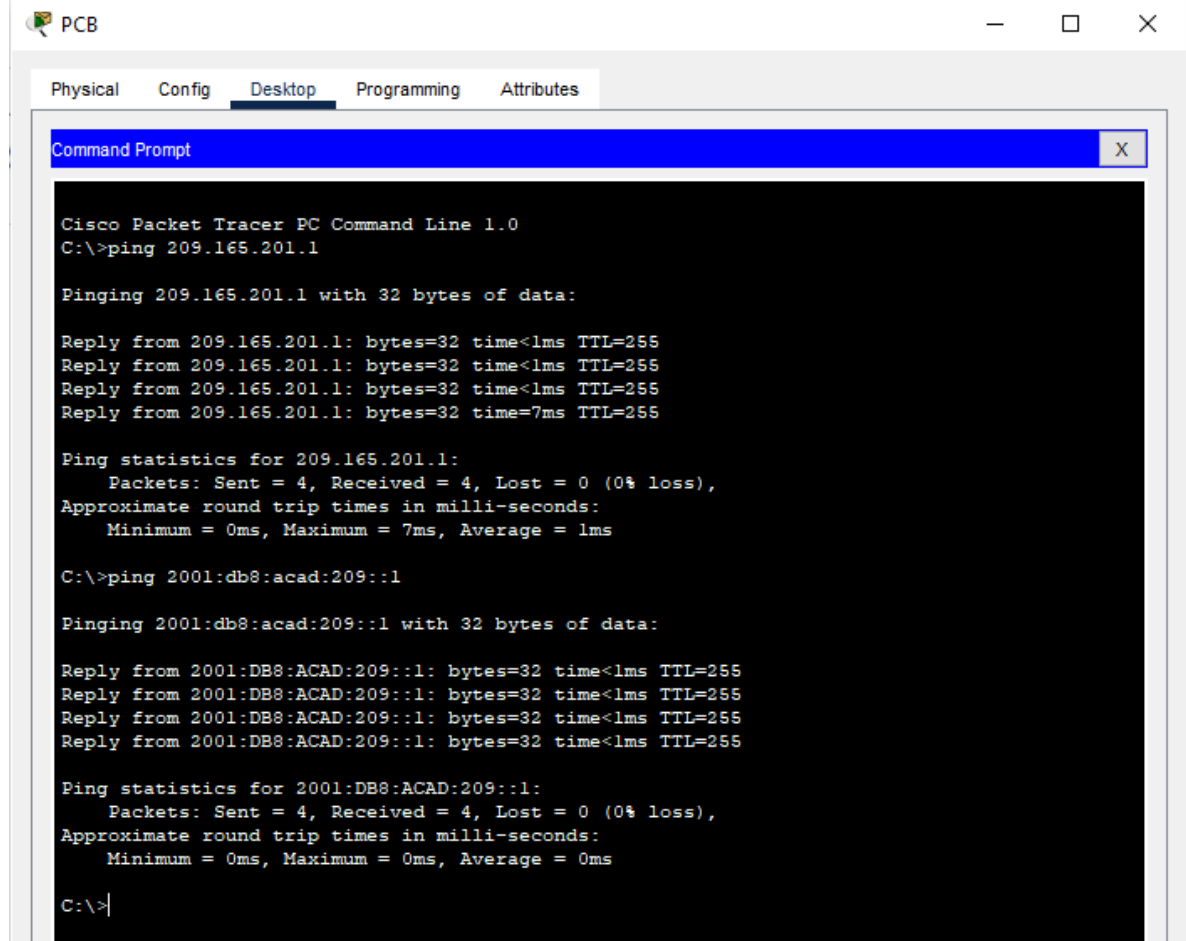 PCB
Physical Config Desktop Programming Attributes
Command Prompt
X
Cisco Packet Tracer PC Command Line 1.0
C:\>ping 209.165.201.1
Pinging 209.165.201.1 with 32 bytes of data:
Reply from 209.165.201.1: bytes=32 time<1ms TTL=255
Reply from 209.165.201.1: bytes=32 time<1ms TTL=255
Reply from 209.165.201.1: bytes=32 time<1ms TTL=255
Reply from 209.165.201.1: bytes=32 time=7ms TTL=255
Ping statistics for 209.165.201.1:
Packets: Sent = 4, Received = 4, Lost = 0 (0% loss),
Approximate round trip times in milli-seconds:
Minimum = 0ms, Maximum = 7ms, Average = 1ms
C:\>ping 2001:db8:acad:209::1
Pinging 2001:db8:acad:209::1 with 32 bytes of data:
Reply from 2001:DB8:ACAD:209::1: bytes=32 time<1ms TTL=255
Reply from 2001:DB8:ACAD:209::1: bytes=32 time<1ms TTL=255
Reply from 2001:DB8:ACAD:209::1: bytes=32 time<1ms TTL=255
Reply from 2001:DB8:ACAD:209::1: bytes=32 time<1ms TTL=255
Ping statistics for 2001:DB8:ACAD:209::1:
Packets: Sent = 4, Received = 4, Lost = 0 (0% loss),
Approximate round trip times in milli-seconds:
Minimum = 0ms, Maximum = 0ms, Average = 0ms
C:\>